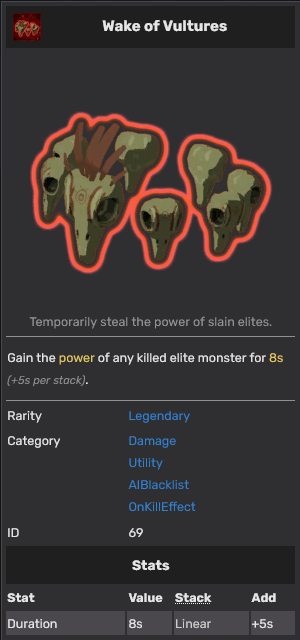 Wake of Vultures
Temporarily steal the power of slain elites.
Gain the power of any killed elite monster for 8s
(+5s per stack).
Rarity Legendary
Category Damage
Utility
AIBlacklist
OnKillEffect
ID 69
Stats
Stat Value Stack Add
Duration 8s Linear +5s